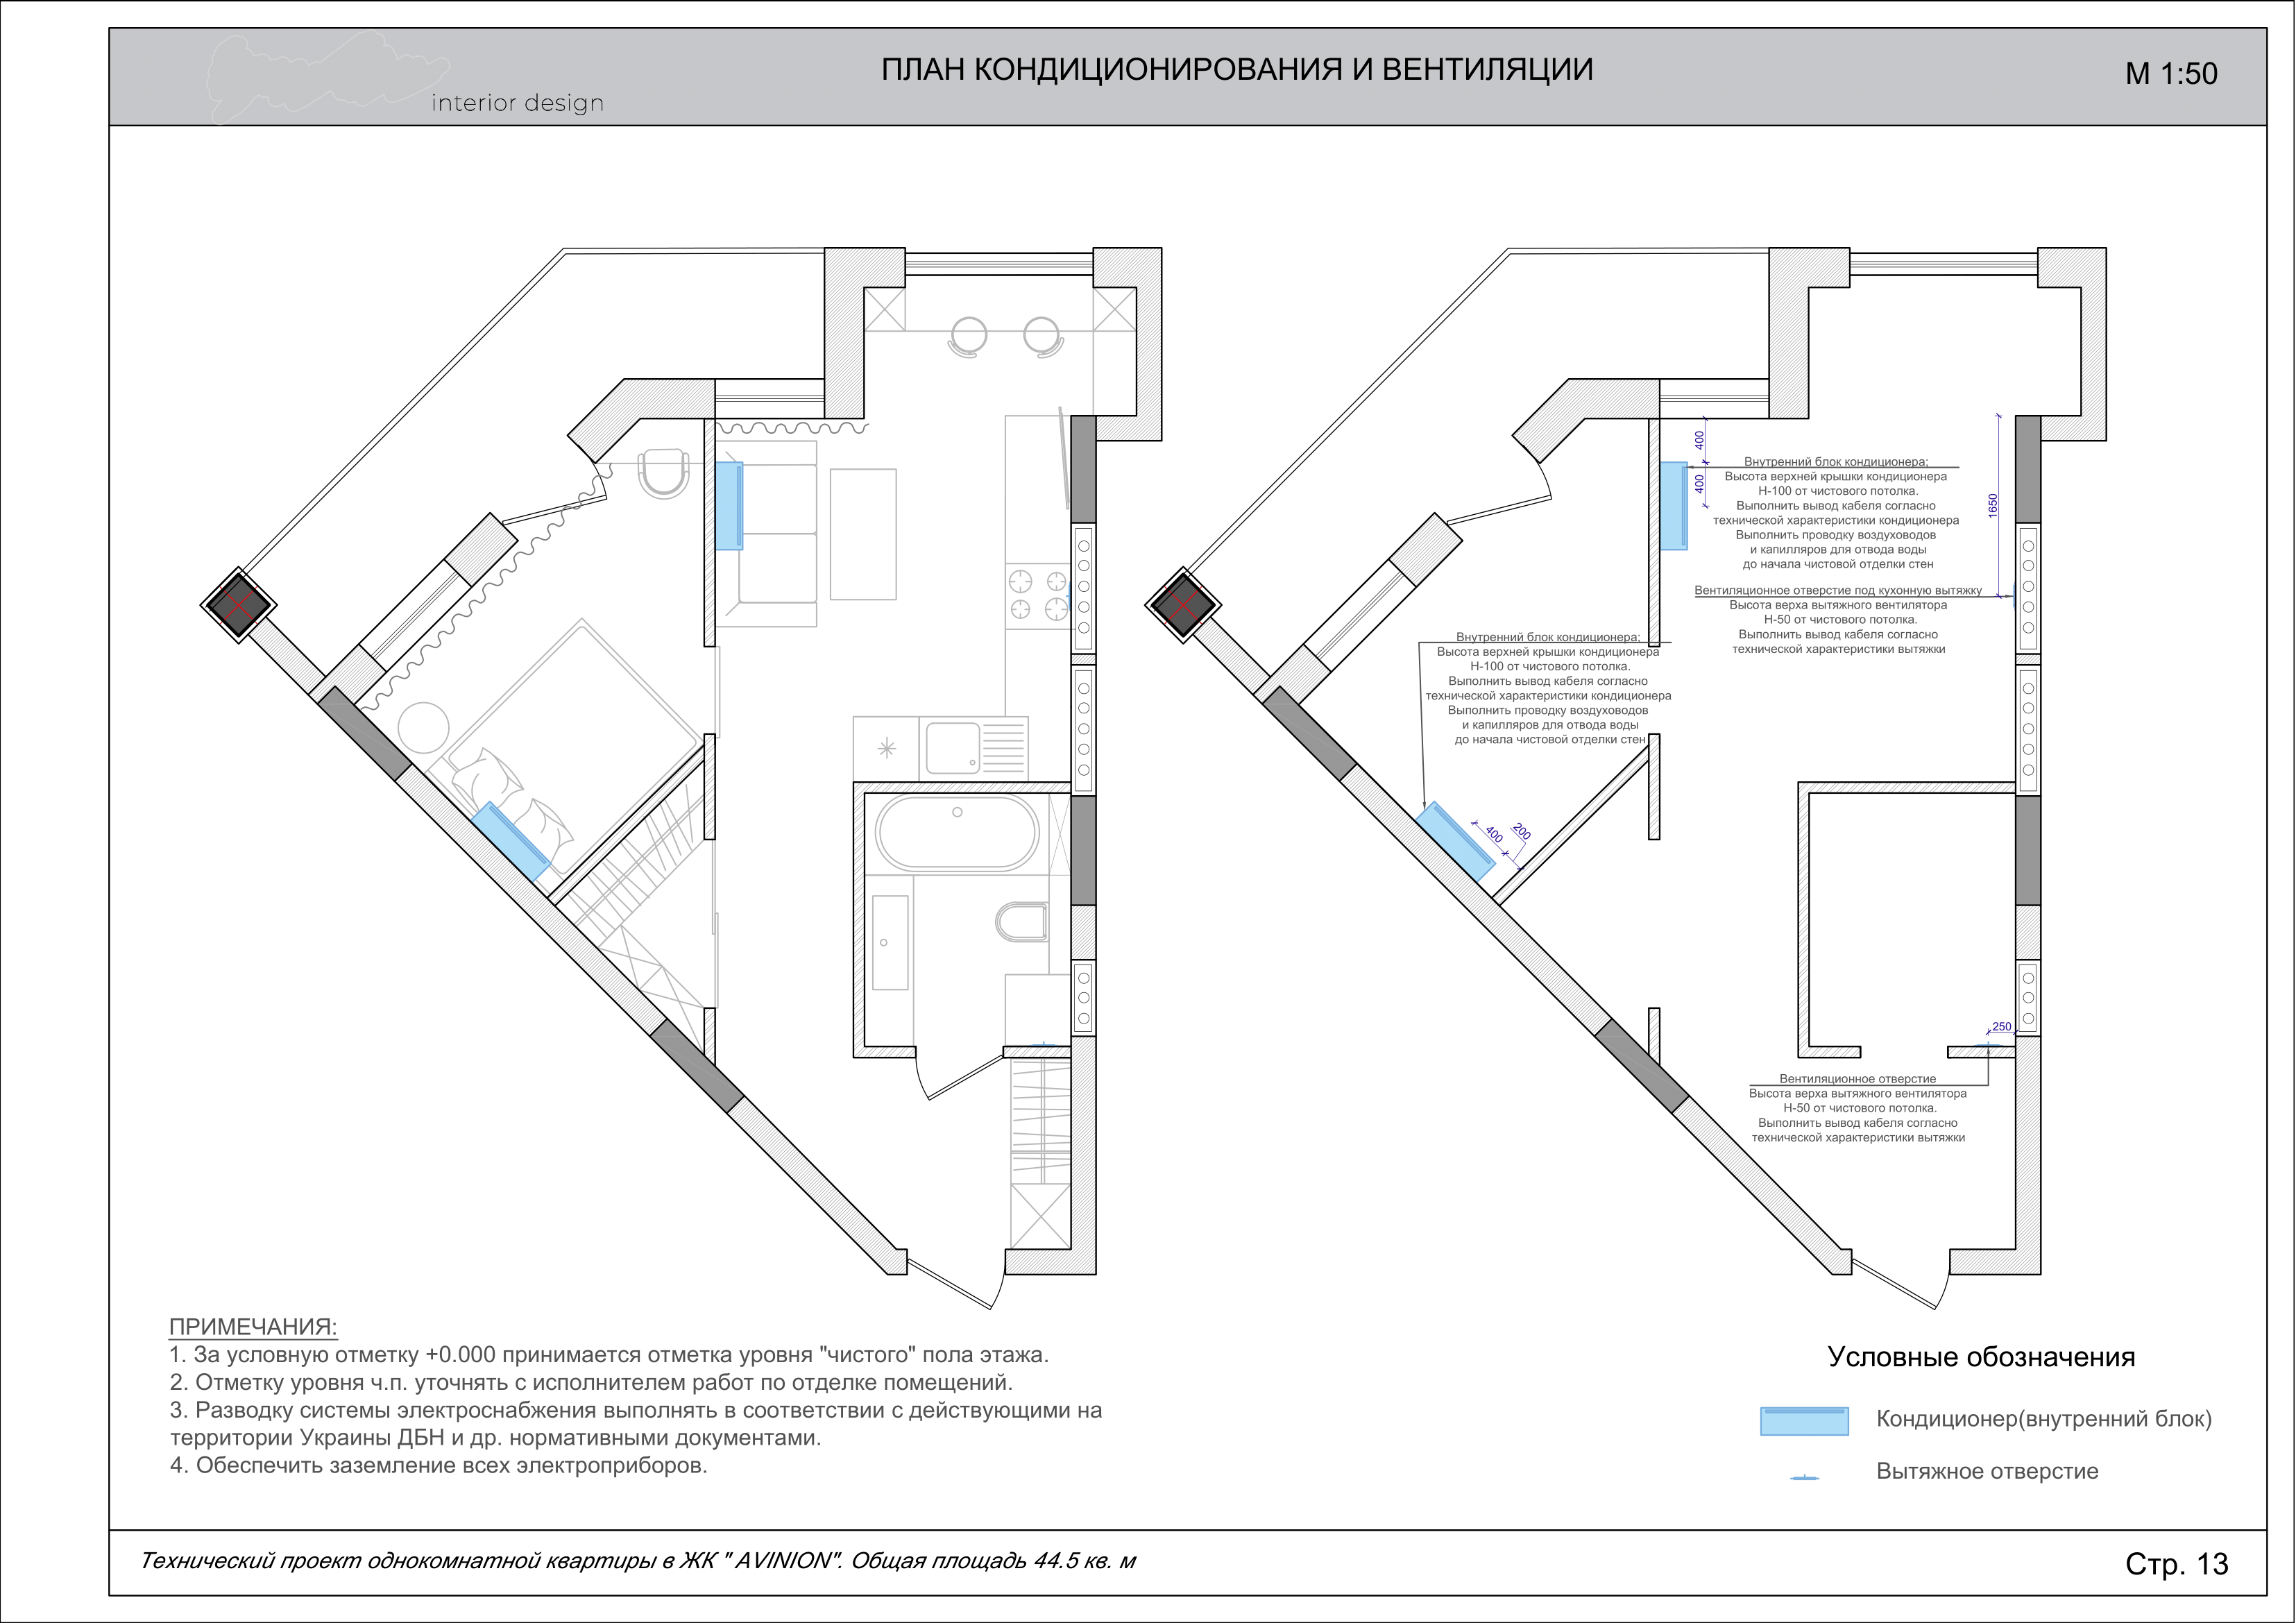 ПЛАН КОНДИЦИОНИРОВАНИЯ И ВЕНТИЛЯЦИИ
М 1:50
interior design
400
400
Внутренний блок кондиционера;
Высота верхней крышки кондиционера
Н-100 от чистового потолка.
Выполнить вывод кабеля согласно
технической характеристики кондиционера
Выполнить проводку воздуховодов
и капилляров для отвода воды
до начала чистовой отделки стен
1650
Вентиляционное отверстие под кухонную вытяжку
Высота верха вытяжного вентилятора
Н-50 от чистового потолка.
Выполнить вывод кабеля согласно
технической характеристики вытяжки
Внутренний блок кондиционера;
Высота верхней крышки кондиционера
Н-100 от чистового потолка.
Выполнить вывод кабеля согласно
технической характеристики кондиционера
Выполнить проводку воздуховодов
и капилляров для отвода воды
до начала чистовой отделки стен
400
200
250
Вентиляционное отверстие
Высота верха вытяжного вентилятора
Н-50 от чистового потолка.
Выполнить вывод кабеля согласно
технической характеристики вытяжки
ПРИМЕЧАНИЯ:
1. За условную отметку +0.000 принимается отметка уровня "чистого" пола этажа.
2. Отметку уровня ч.п. уточнять с исполнителем работ по отделке помещений.
3. Разводку системы электроснабжения выполнять в соответствии с действующими на
территории Украины ДБН и др. нормативными документами.
4. Обеспечить заземление всех электроприборов.
Условные обозначения
Кондиционер(внутренний блок)
Вытяжное отверстие
Технический проект однокомнатной квартиры в ЖК " AVINION". Общая площадь 44.5 кв. м
Стр. 13